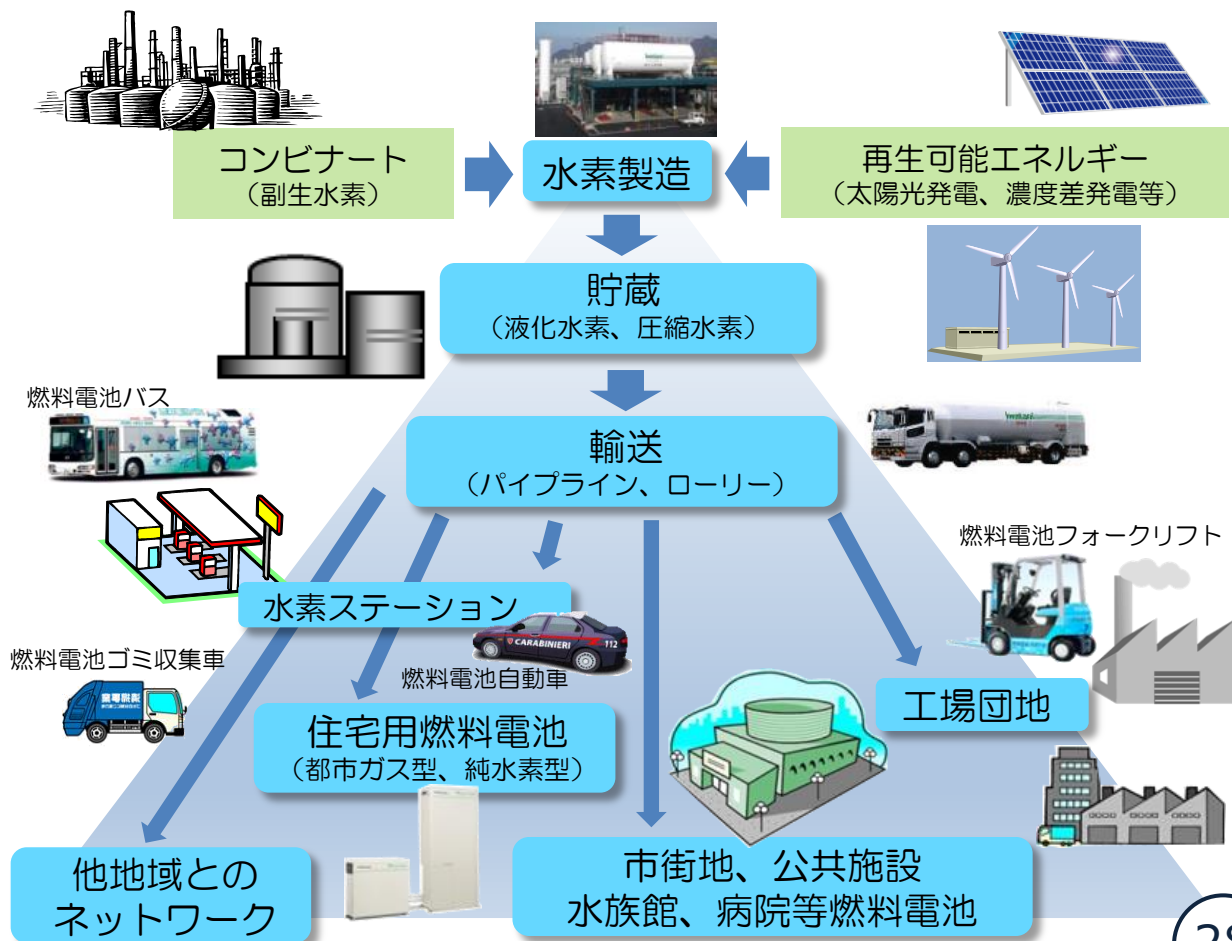 コンビナート
（副生水素）
水素製造
再生可能エネルギー
（太陽光発電、濃度差発電等）
貯蔵
（液化水素、圧縮水素）
燃料電池バス
輸送
（パイプライン、ローリー）
Iwatani
燃料電池フォークリフト
水素ステーション
CARABINIERI 112
燃料電池ゴミ収集車
燃料電池自動車
工場団地
住宅用燃料電池
（都市ガス型、純水素型）
他地域との
ネットワーク
市街地、公共施設
水族館、病院等燃料電池